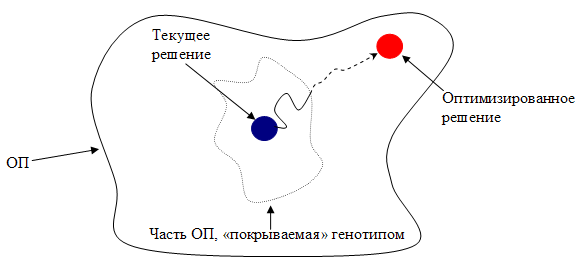 Текущее
решение
Оптимизированное
решение
ОП
Часть ОП, «покрываемая» генотипом